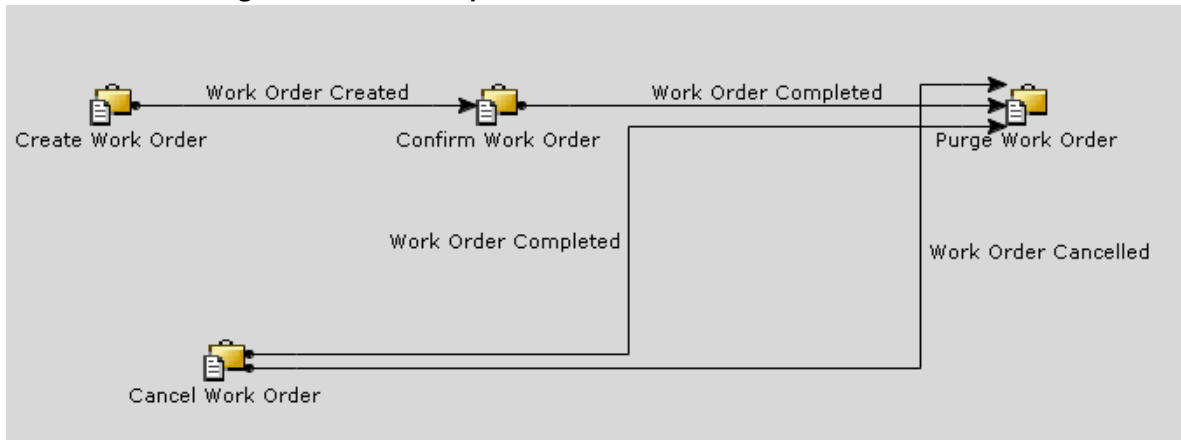 Work Order Created
Work Order Completed
Create Work Order
Confirm Work Order
Purge Work Order
Work Order Completed
Work Order Cancelled
Cancel Work Order